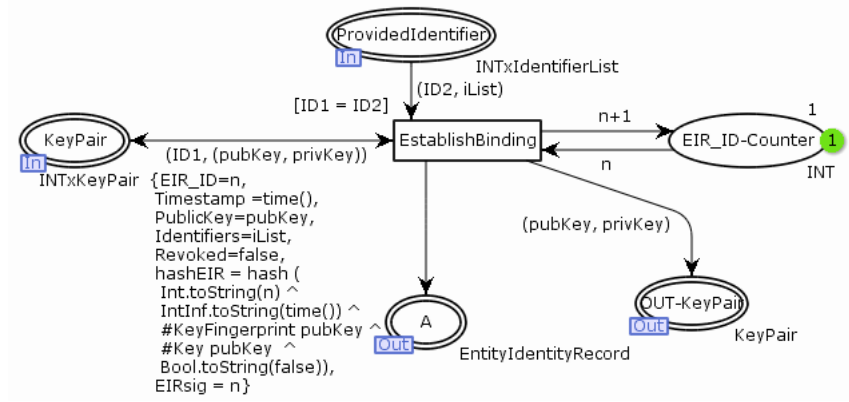 ProvidedIdentifier
In
INTxIdentifierList
(ID2, iList)
[ID1 = ID2]
n+1
1
KeyPair
(ID1, (pubKey, privKey))
EstablishBinding
EIR_ID-Counter
1
In
n
INT
INTxKeyPair
{EIR_ID=n,
Timestamp =time(),
PublicKey=pubKey,
Identifiers=iList,
Revoked=false,
hashEIR = hash (
Int.toString(n) ^
IntInf.toString(time()) ^
#KeyFingerprint pubKey ^
#Key pubKey ^
Bool.toString(false)),
EIRsig = n}
(pubKey, privKey)
A
Out
EntityIdentityRecord
OUT-KeyPair
Out
KeyPair